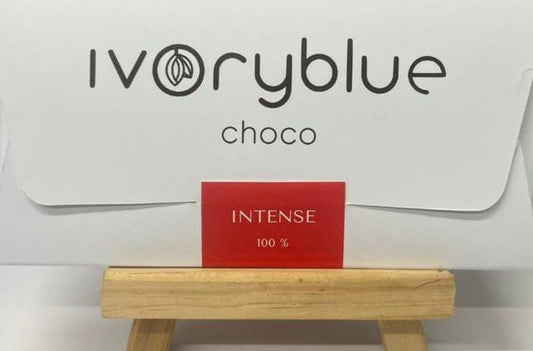 ivoryblue
choco
INTENSE
100 %